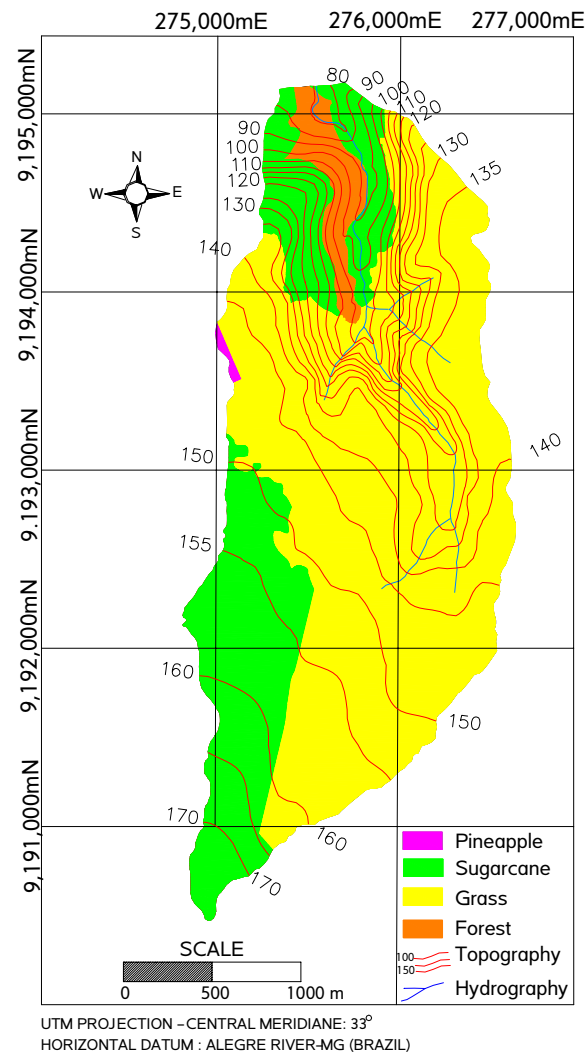 275,000mE 276,000mE 277,000mE
80
90
100
110
120
9,195,000mN
90
100
110
120
130
130
135
N
W E
S
140
9,194,000mN
140
150
9.193,000mN
155
9,192,000mN
160
150
170
160
9,191,000mN
170
Pineapple
Sugarcane
Grass
Forest
100
150
Topography
Hydrography
SCALE
0 500 1000 m
UTM PROJECTION - CENTRAL MERIDIANE: 33°
HORIZONTAL DATUM : ALEGRE RIVER-MG (BRAZIL)